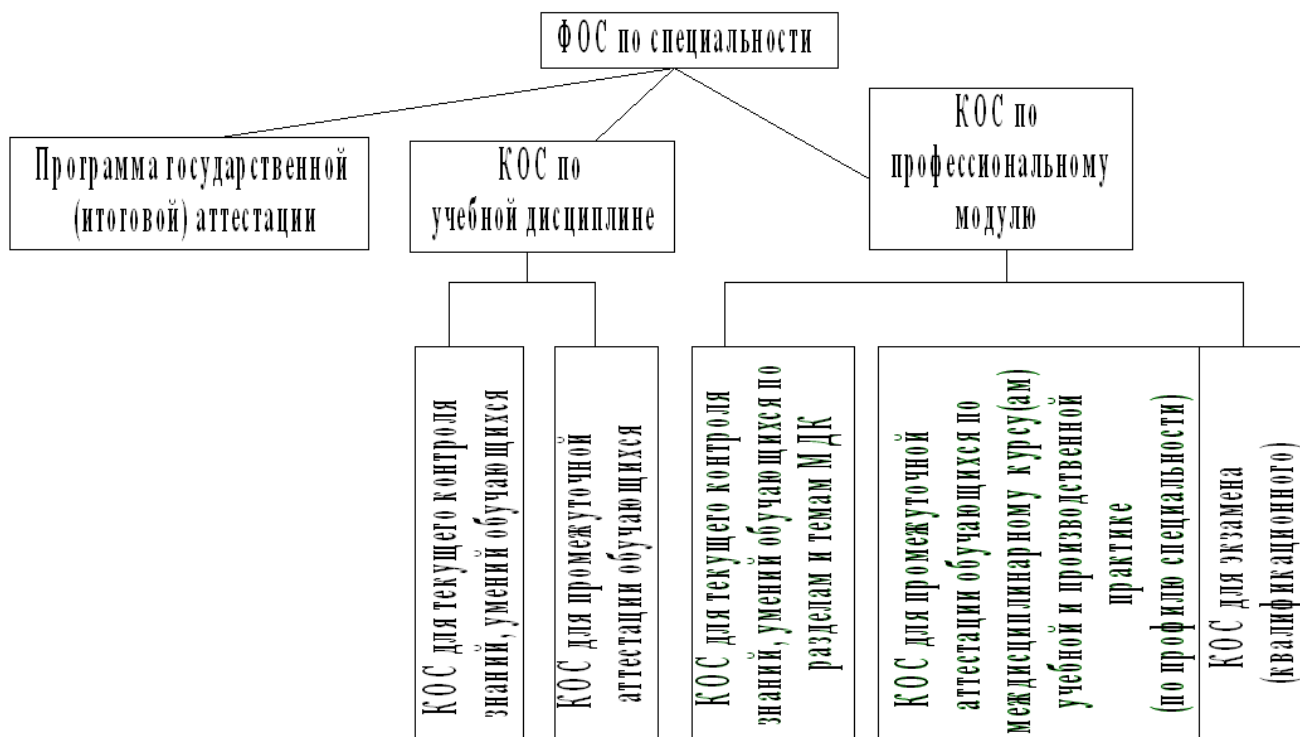 ФОС по специальности
Программа государственной
(итоговой) аттестации
КОС по
учебной дисциплине
КОС по
профессиональному
модулю
КОС для текущего контроля
знаний, умений обучающихся
КОС для промежуточной
аттестации обучающихся
КОС для текущего контроля
знаний, умений обучающихся по
разделам и темам МДК
КОС для промежуточной
аттестации обучающихся по
междисциплинарному курсу(ам)
учебной и производственной
практике
(по профилю специальности)
КОС для экзамена
(квалификационного)